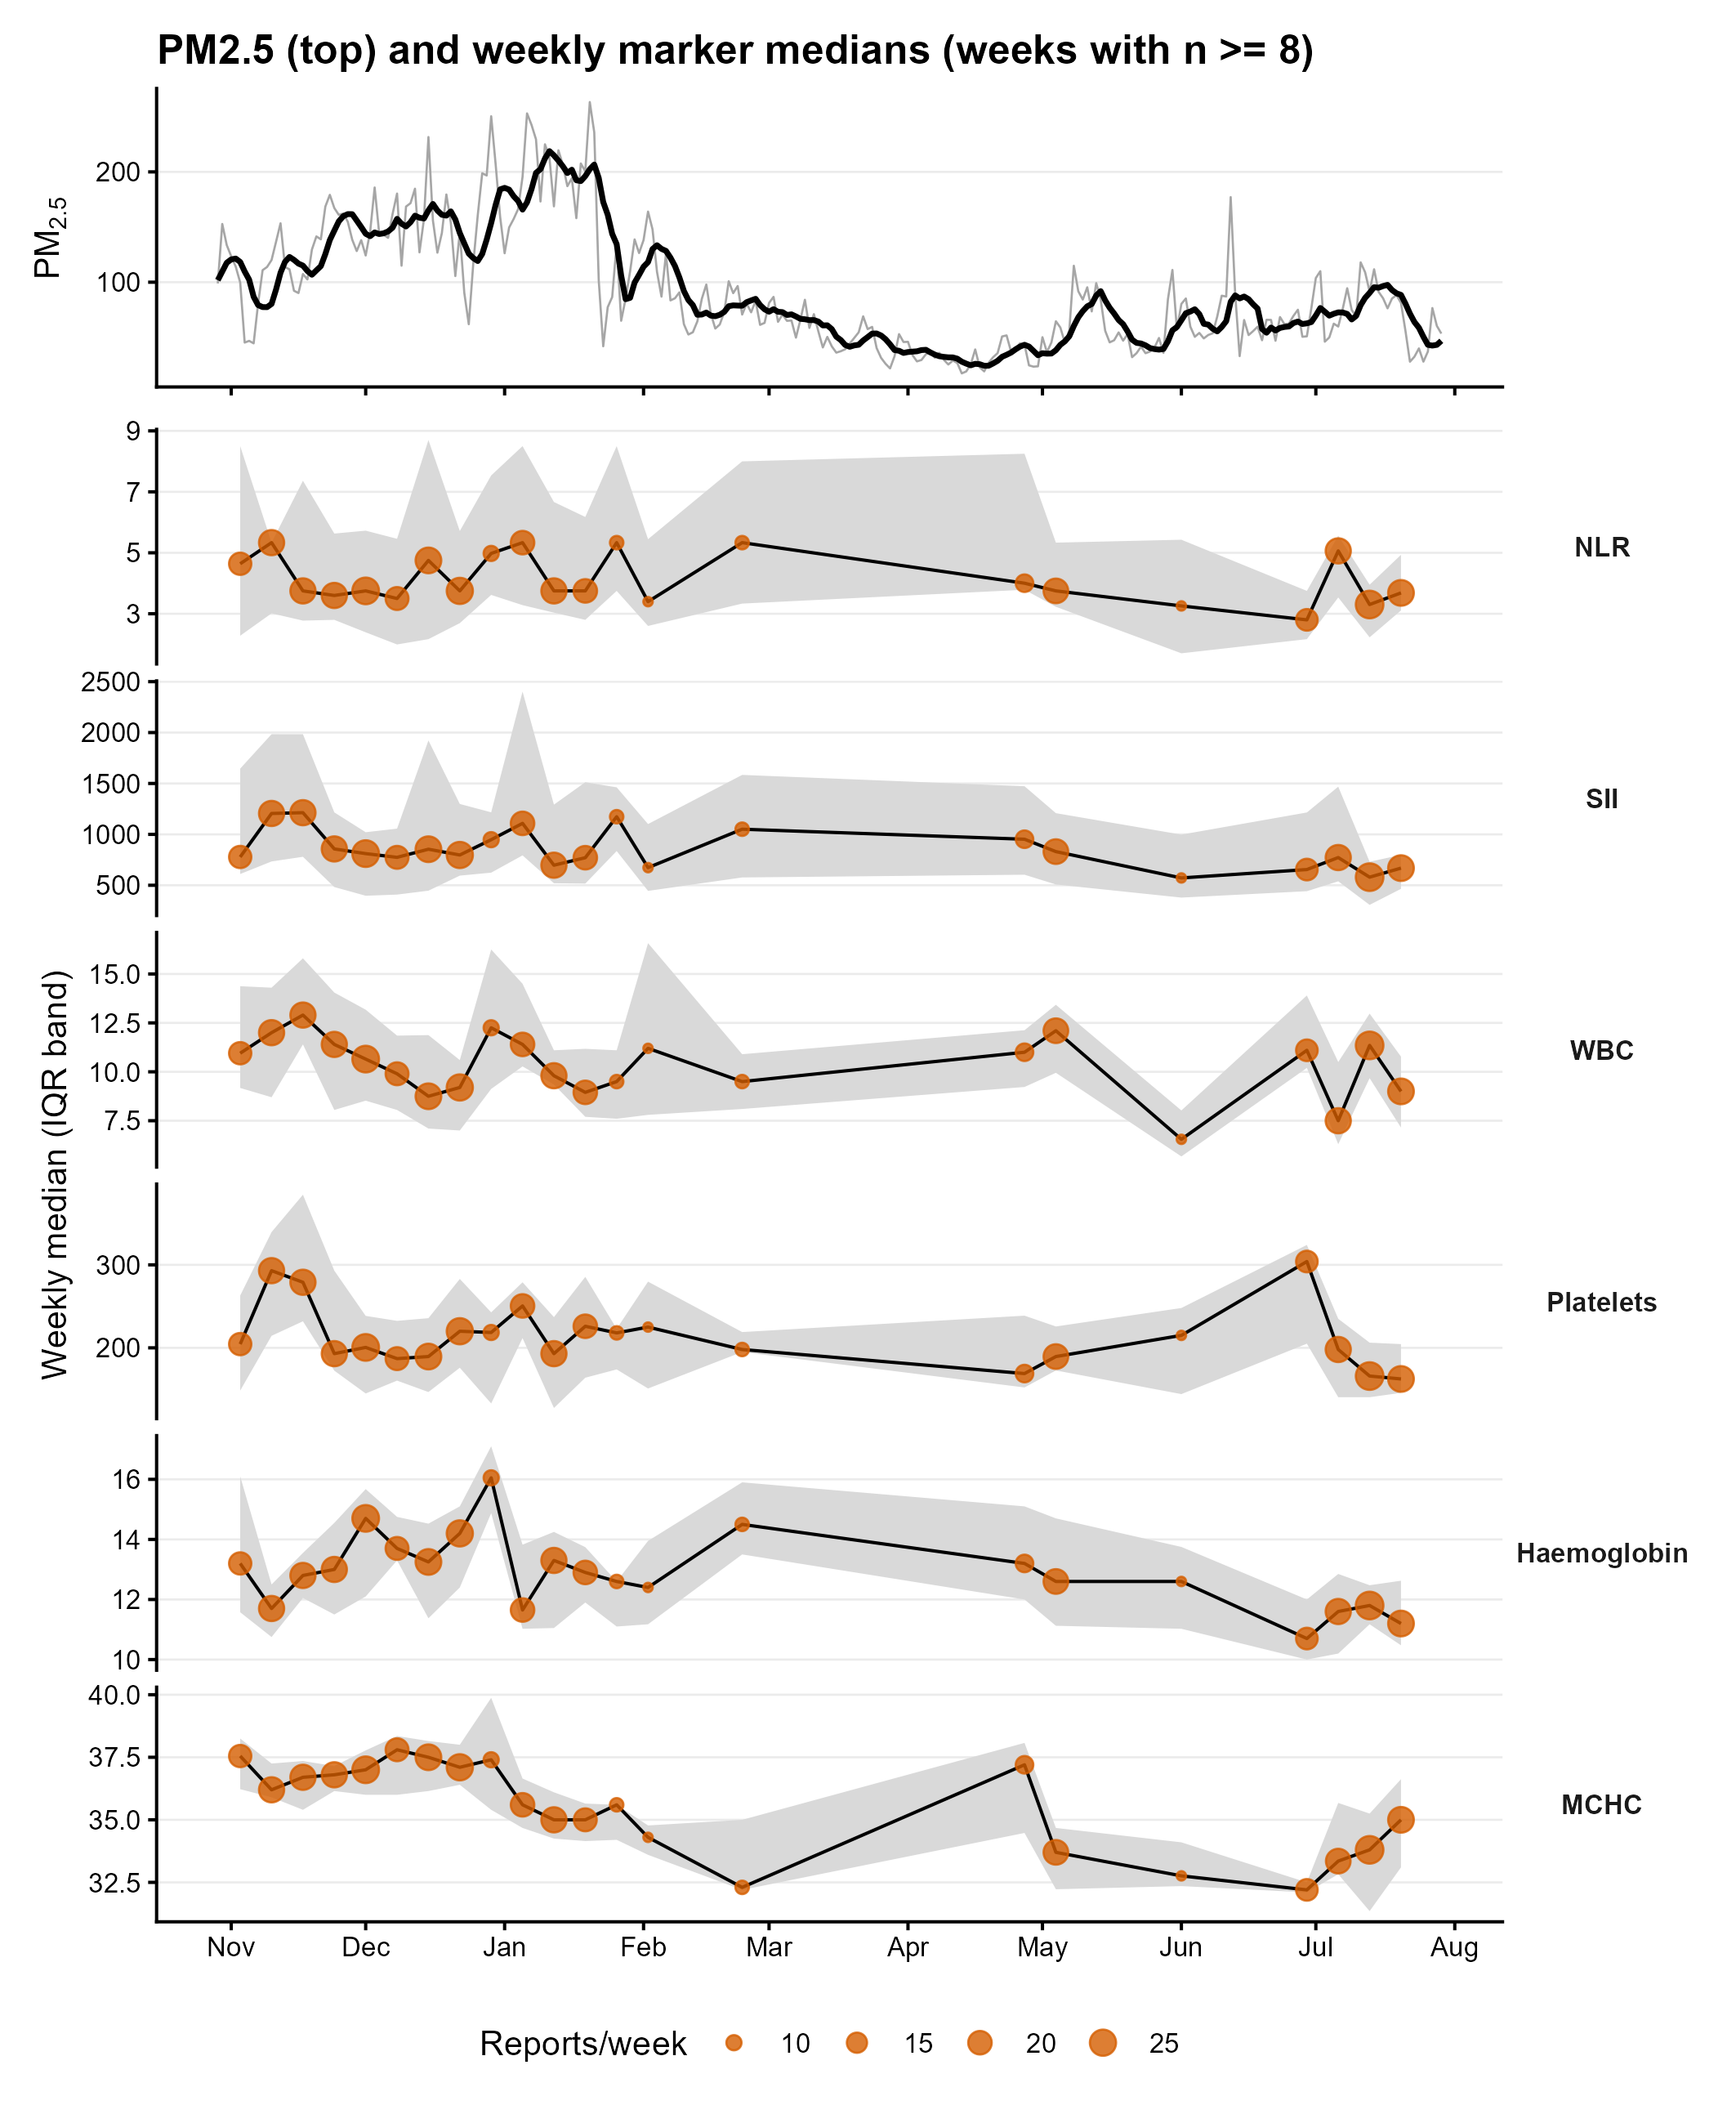 PM2.5 (top) and weekly marker medians (weeks with n >= 8)
PM2.5
200
100
Weekly median (IQR band)
9
7
5
3
NLR
2500
2000
1500
1000
500
SII
15.0
12.5
10.0
7.5
WBC
300
200
Platelets
16
14
12
10
Haemoglobin
40.0
37.5
35.0
32.5
MCHC
Nov Dec Jan Feb Mar Apr May Jun Jul Aug
Reports/week 10 15 20 25